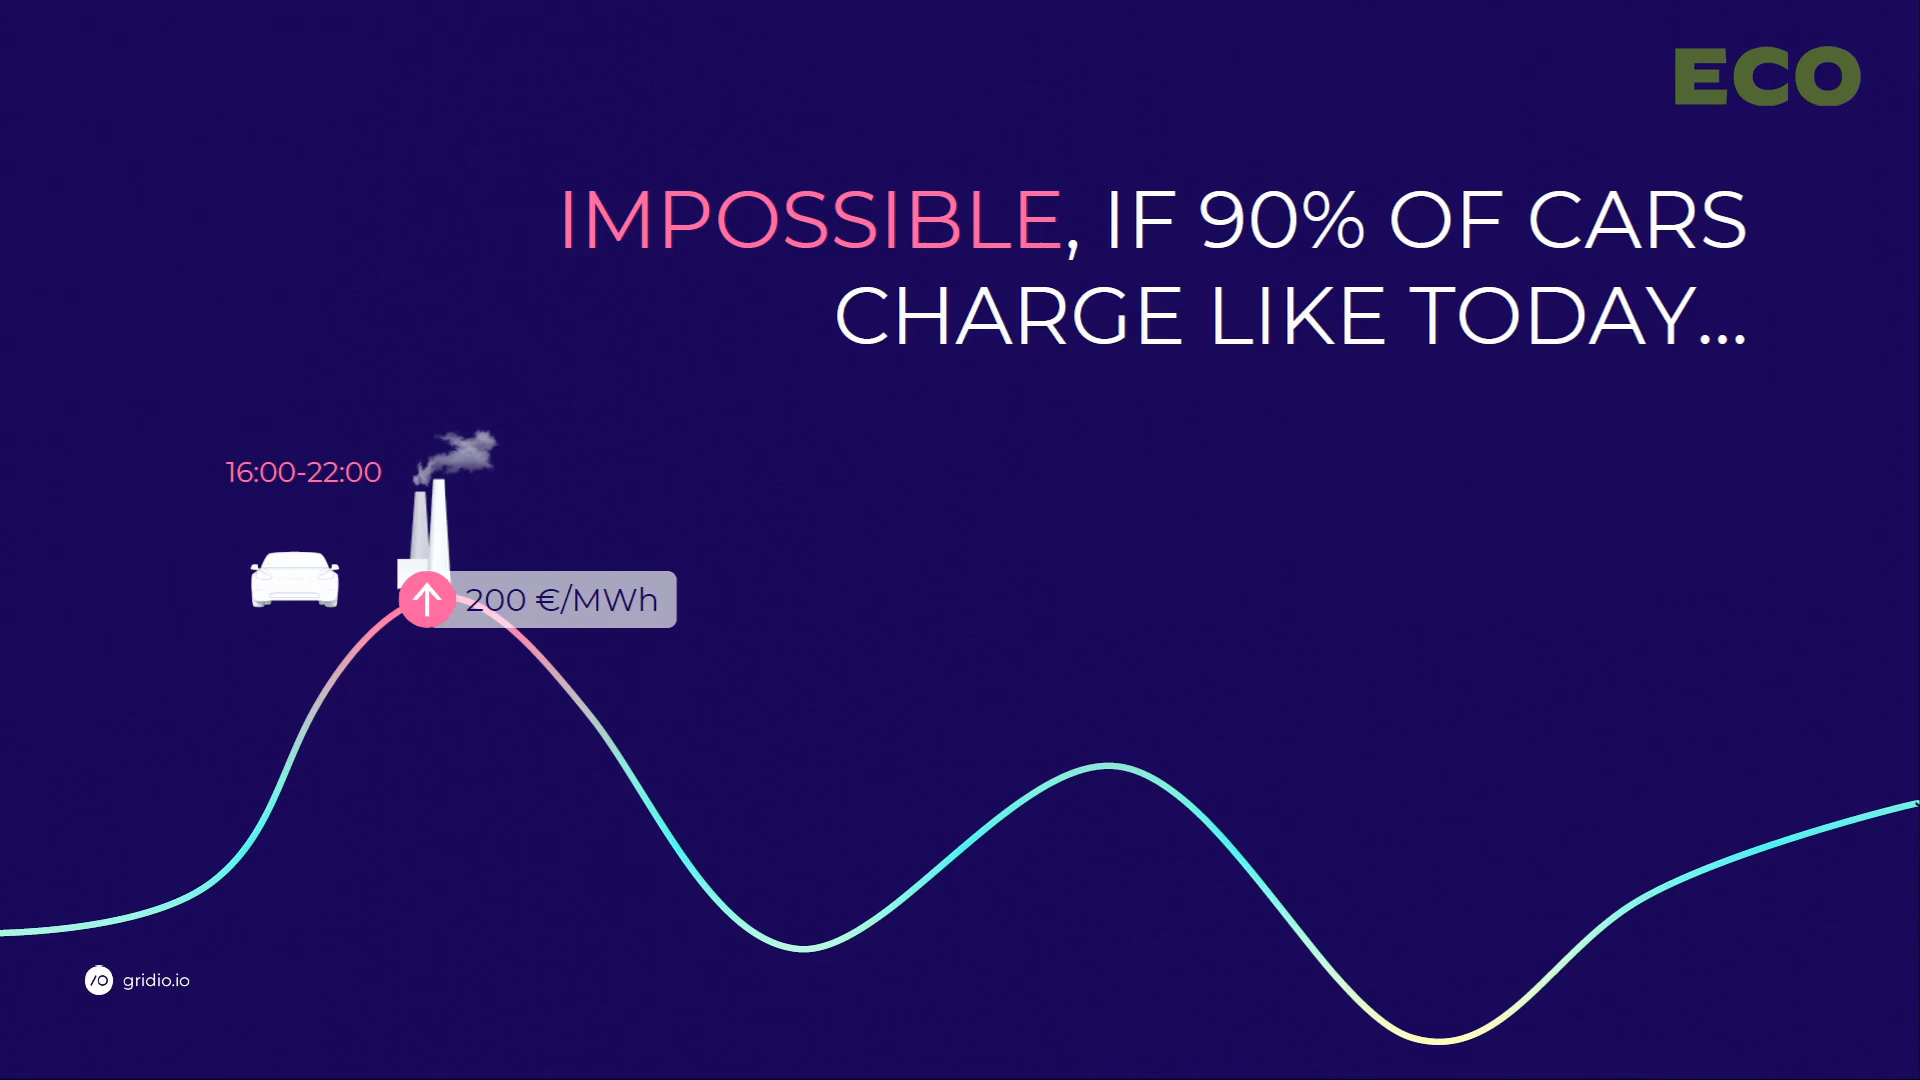 ECO
IMPOSSIBLE, IF 90% OF CARS
CHARGE LIKE TODAY...
16:00-22:00
200 €/MWh
/O gridio.io